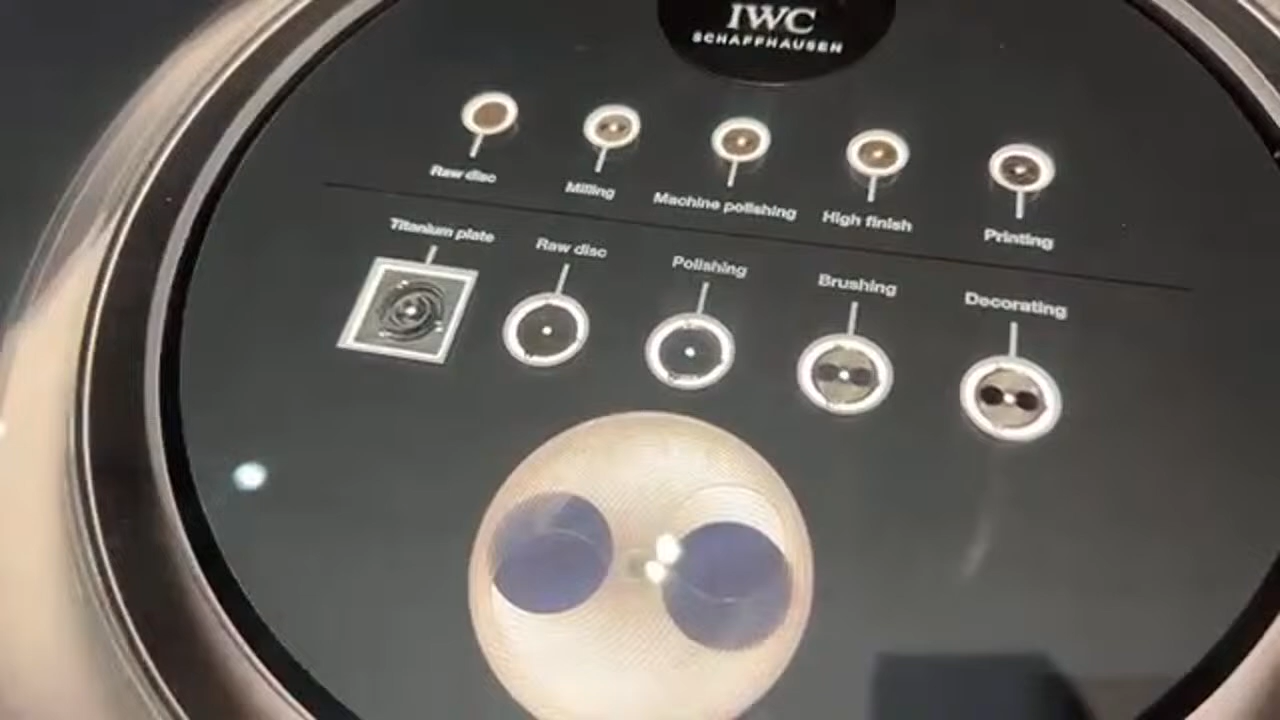 IWC
SCHAFFHAUSEN
Raw disc
Milling
Machine polishing
High finish
Printing
Titanium plate
Raw disc
Polishing
Brushing
Decorating